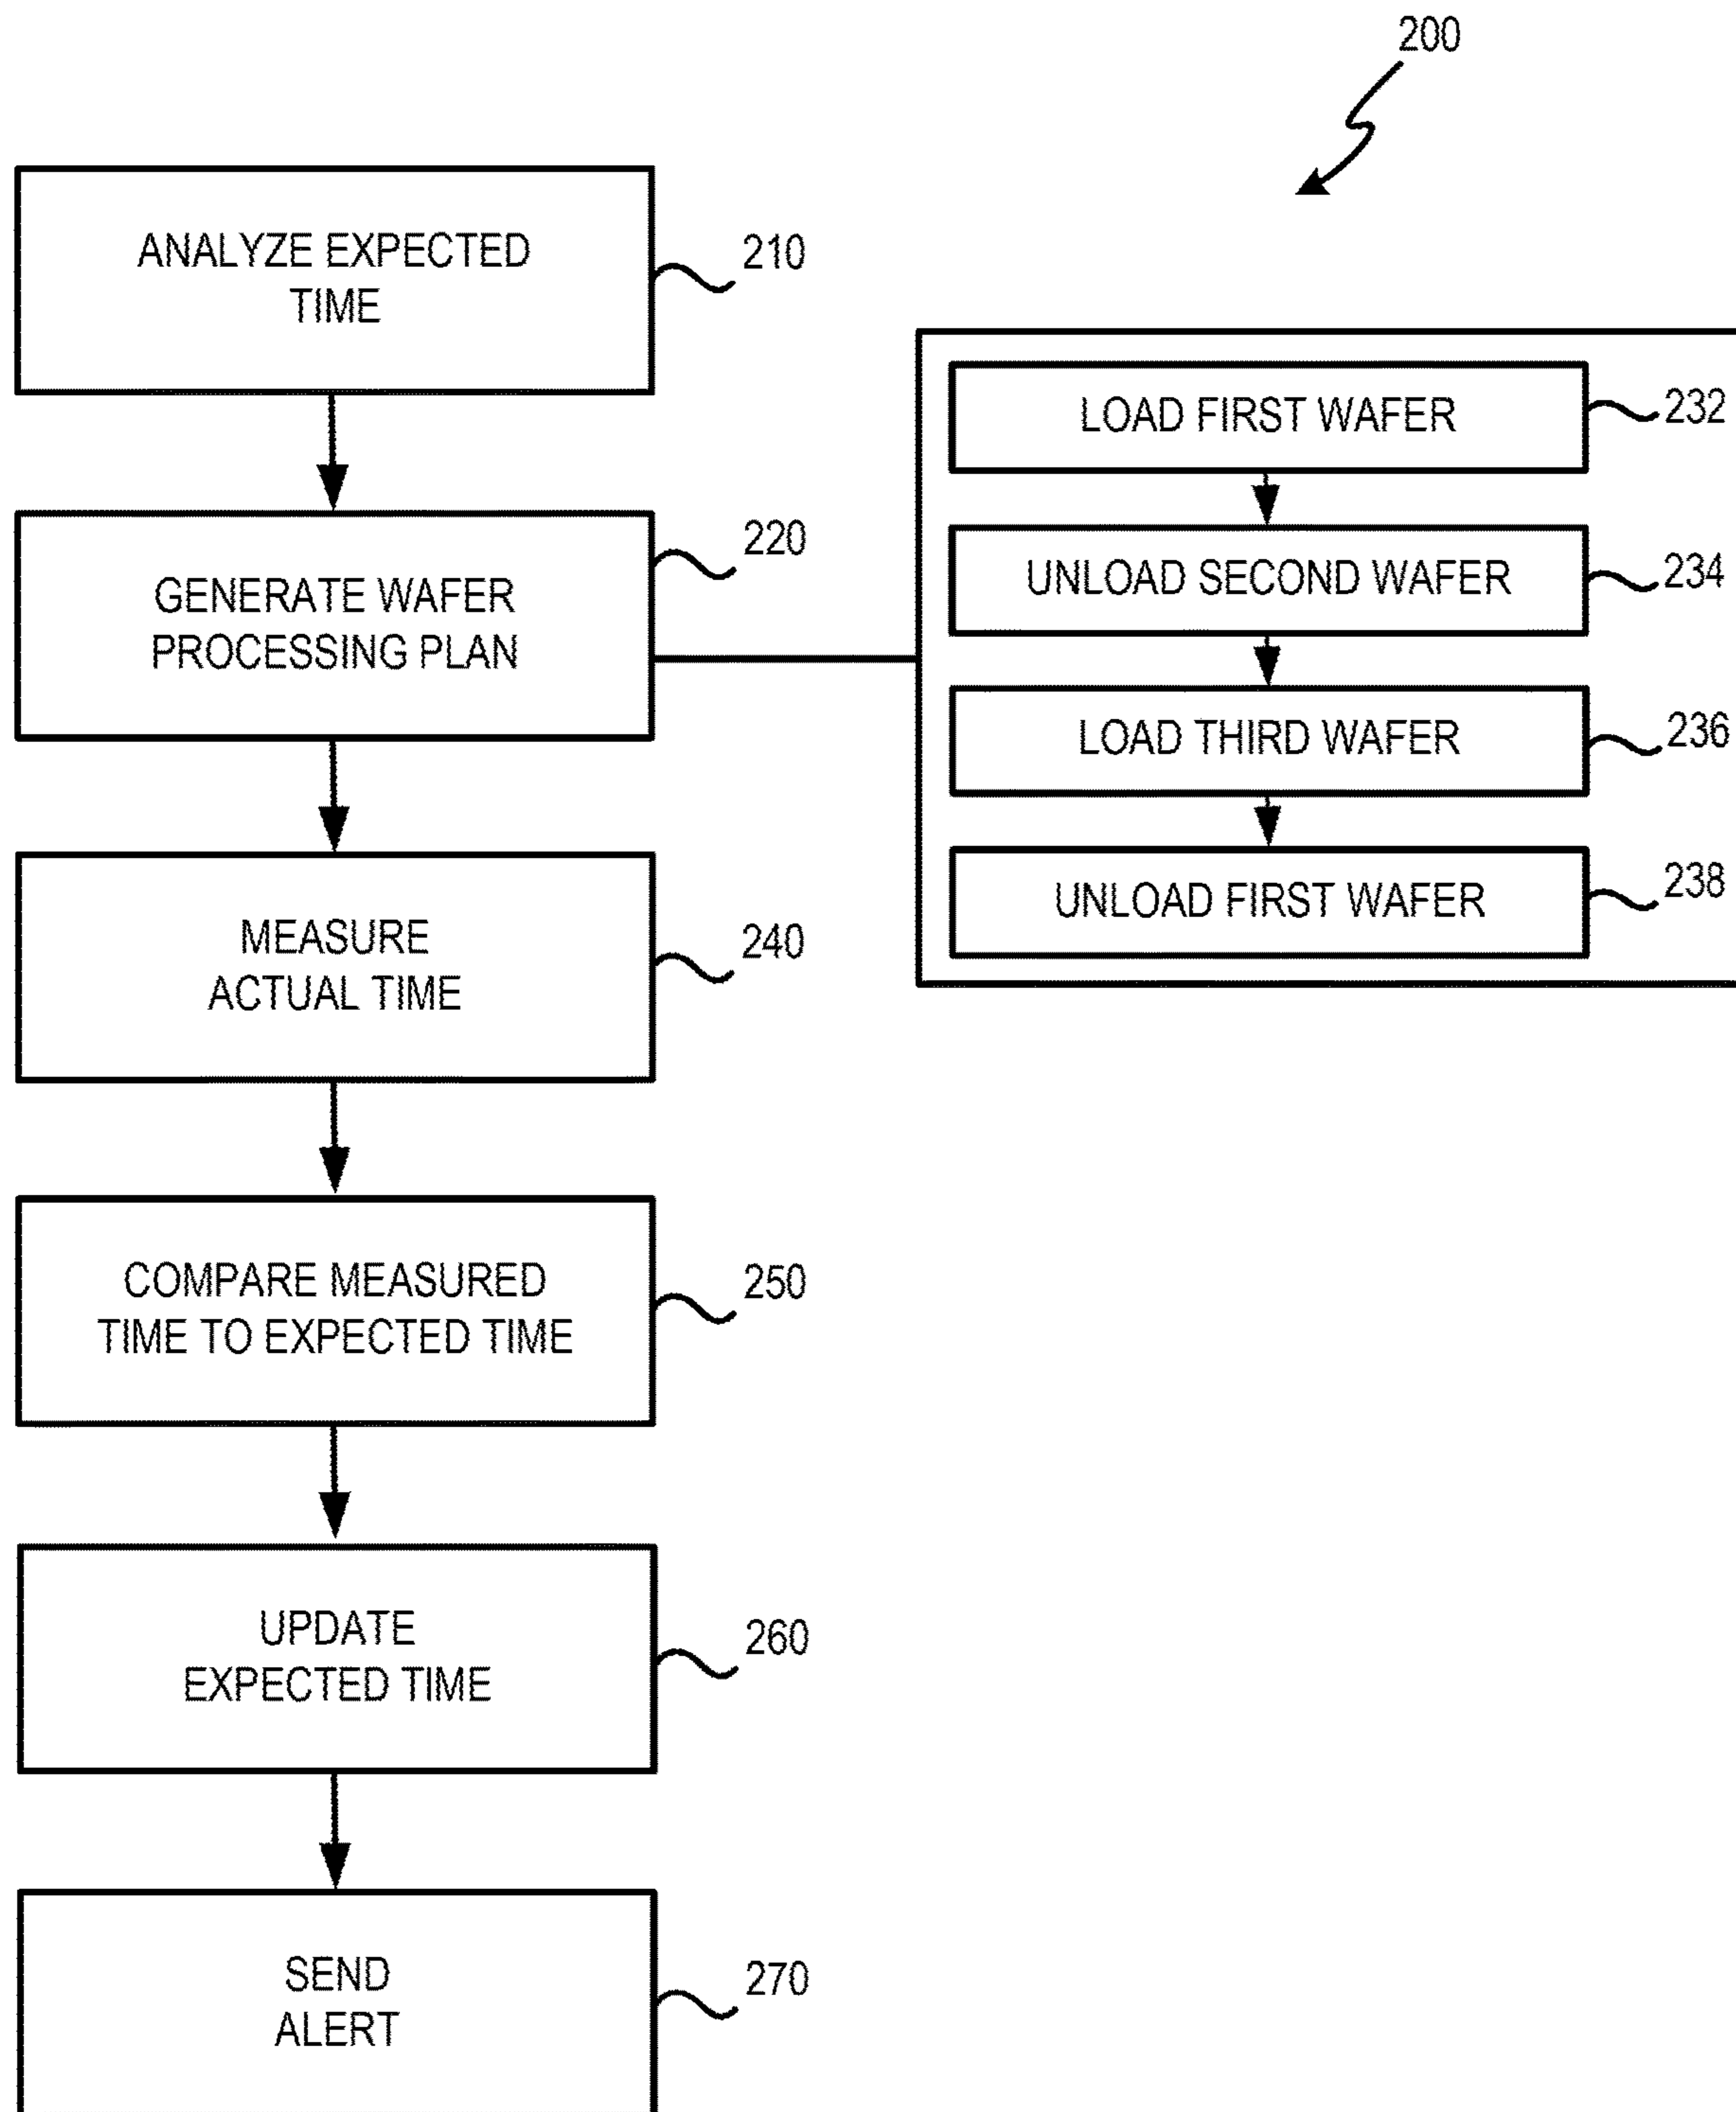 200
ANALYZE EXPECTED
TIME
210
GENERATE WAFER
PROCESSING PLAN
220
LOAD FIRST WAFER
232
UNLOAD SECOND WAFER
234
LOAD THIRD WAFER
236
UNLOAD FIRST WAFER
238
MEASURE
ACTUAL TIME
240
COMPARE MEASURED
TIME TO EXPECTED TIME
250
UPDATE
EXPECTED TIME
260
SEND
ALERT
270